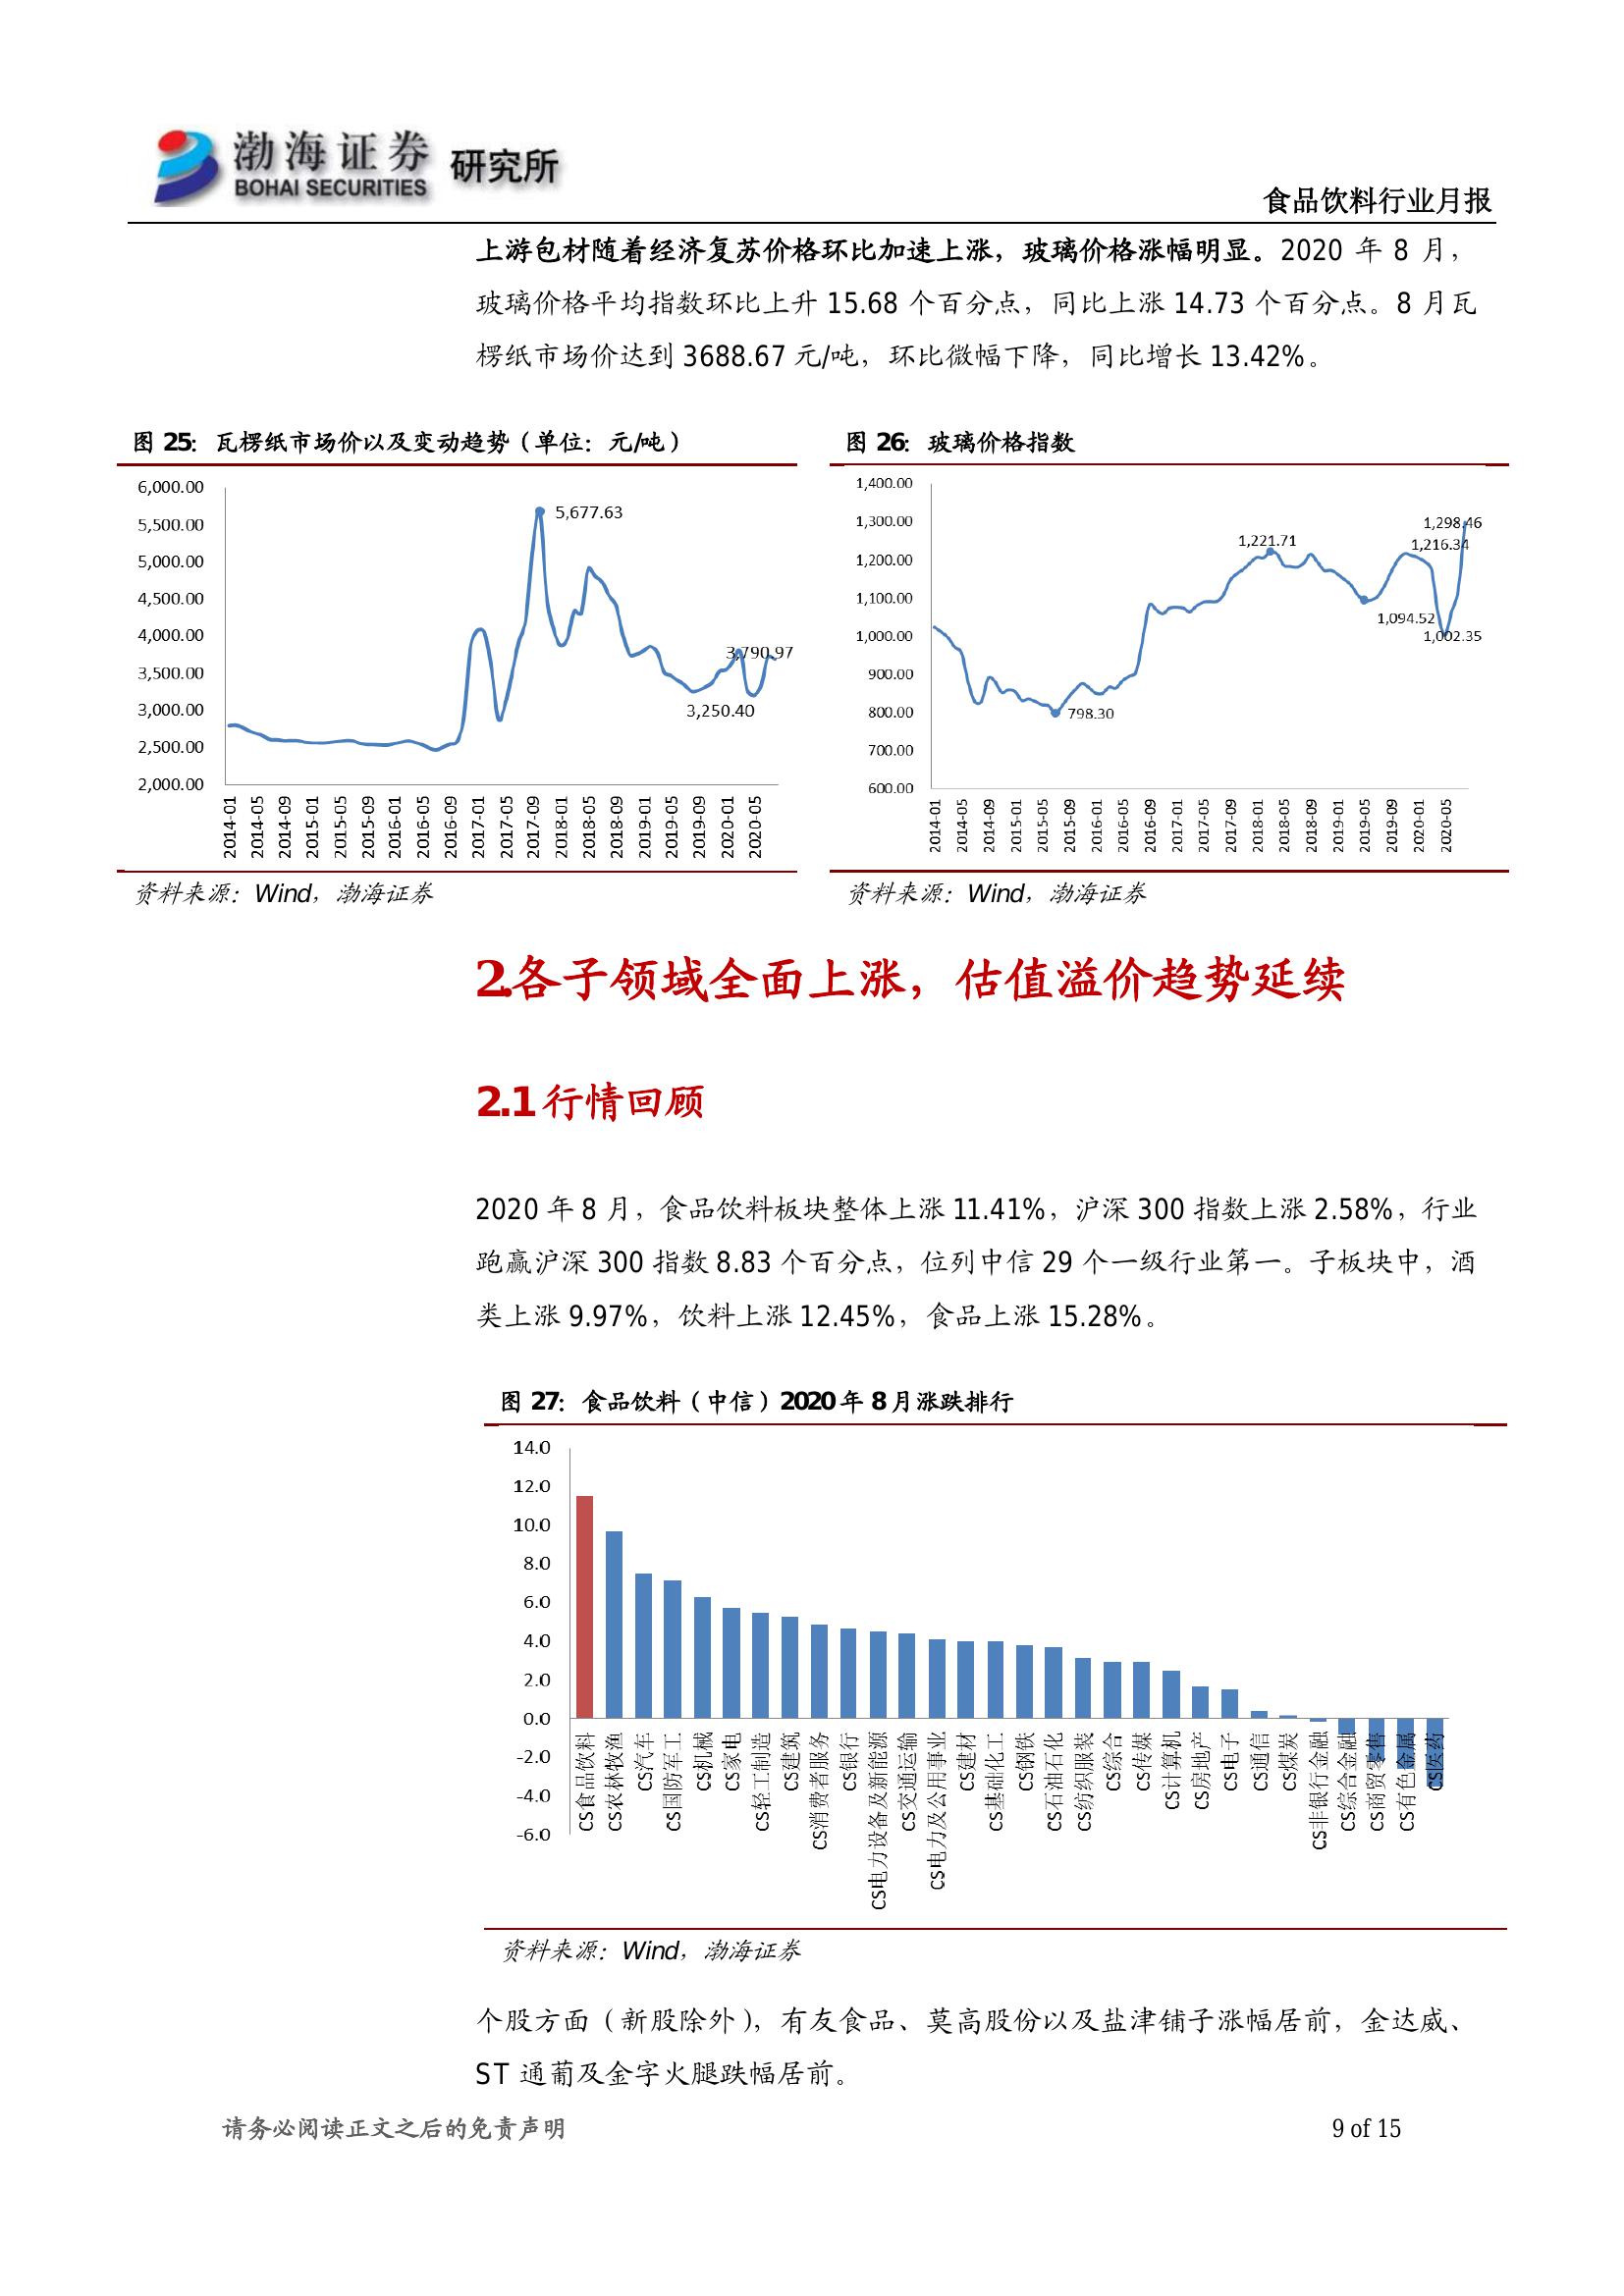 渤海证券 研究所
BOHAI SECURITIES
食品饮料行业月报
上游包材随着经济复苏价格环比加速上涨，玻璃价格涨幅明显。2020 年 8 月，
玻璃价格平均指数环比上升 15.68 个百分点，同比上涨 14.73 个百分点。8 月瓦
楞纸市场价达到 3688.67 元/吨，环比微幅下降，同比增长 13.42%。
图 25：瓦楞纸市场价以及变动趋势（单位：元/吨）
6,000.00
5,500.00
5,000.00
4,500.00
4,000.00
3,500.00
3,000.00
2,500.00
2,000.00
5,677.63
3,790.97
3,250.40
2014-01
2014-05
2014-09
2015-01
2015-05
2015-09
2016-01
2016-05
2016-09
2017-01
2017-05
2017-09
2018-01
2018-05
2018-09
2019-01
2019-05
2019-09
2020-01
2020-05
资料来源：Wind，渤海证券
图 26：玻璃价格指数
1,400.00
1,300.00
1,200.00
1,100.00
1,000.00
900.00
800.00
700.00
600.00
1,298.46
1,221.71
1,216.34
1,094.52
1,002.35
798.30
2014-01
2014-05
2014-09
2015-01
2015-05
2015-09
2016-01
2016-05
2016-09
2017-01
2017-05
2017-09
2018-01
2018-05
2018-09
2019-01
2019-05
2019-09
2020-01
2020-05
资料来源：Wind，渤海证券
2.各子领域全面上涨，估值溢价趋势延续
2.1 行情回顾
2020 年 8 月，食品饮料板块整体上涨 11.41%，沪深 300 指数上涨 2.58%，行业
跑赢沪深 300 指数 8.83 个百分点，位列中信 29 个一级行业第一。子板块中，酒
类上涨 9.97%，饮料上涨 12.45%，食品上涨 15.28%。
图 27：食品饮料（中信）2020 年 8 月涨跌排行
14.0
12.0
10.0
8.0
6.0
4.0
2.0
0.0
-2.0
-4.0
-6.0
CS食品饮料
CS农林牧渔
CS汽车
CS国防军工
CS机械
CS家电
CS轻工制造
CS建筑
CS消费者服务
CS银行
CS电力设备及新能源
CS交通运输
CS电力及公用事业
CS建材
CS基础化工
CS钢铁
CS石油石化
CS纺织服装
CS综合
CS传媒
CS计算机
CS房地产
CS电子
CS通信
CS煤炭
CS非银行金融
CS综合金融
CS商贸零售
CS有色金属
CS医药
资料来源：Wind，渤海证券
个股方面（新股除外），有友食品、莫高股份以及盐津铺子涨幅居前，金达威、
ST 通葡及金字火腿跌幅居前。
请务必阅读正文之后的免责声明
9 of 15